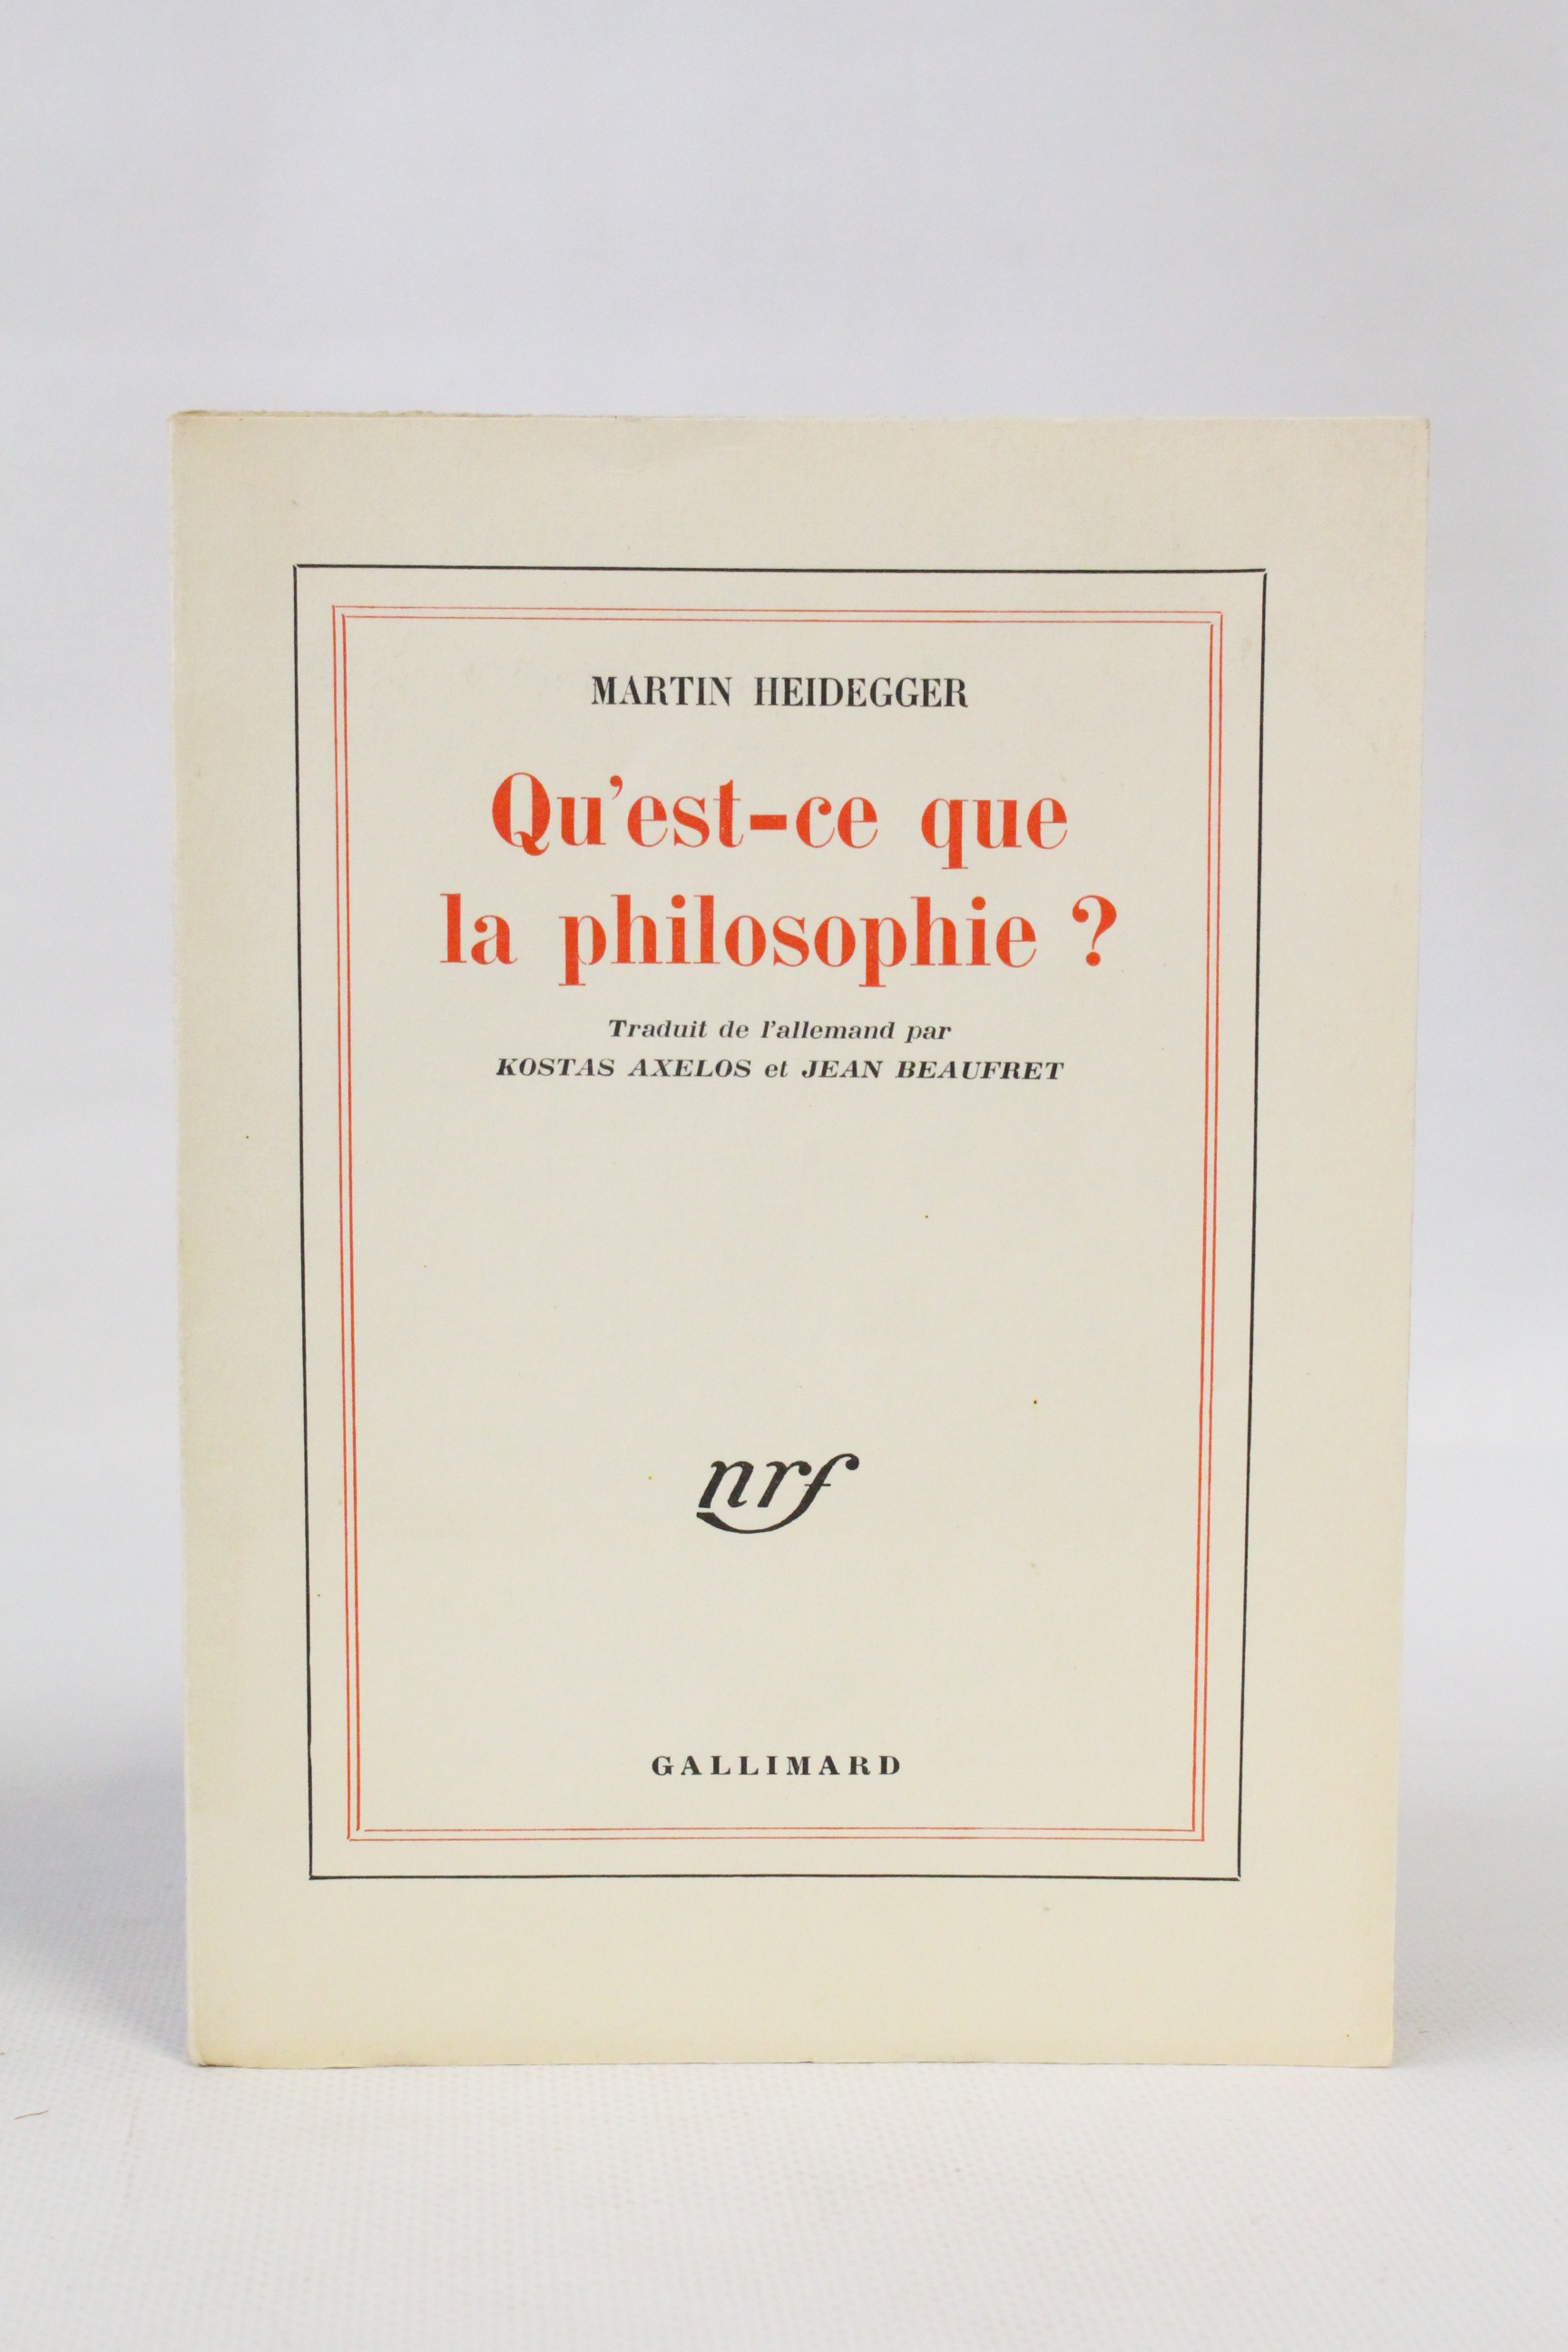 MARTIN HEIDEGGER
Qu'est-ce que
la philosophie ?
Traduit de l'allemand par
KOSTAS AXELOS et JEAN BEAUFRET
nrf
GALLIMARD